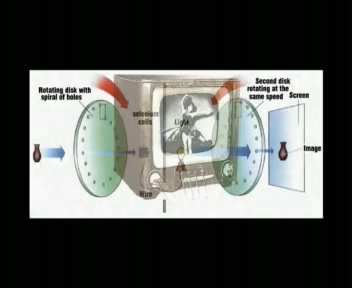 Rotating disk with
spiral of holes
selenium
cells
Light
Second disk
rotating at the
same speed
Screen
Image
Wire